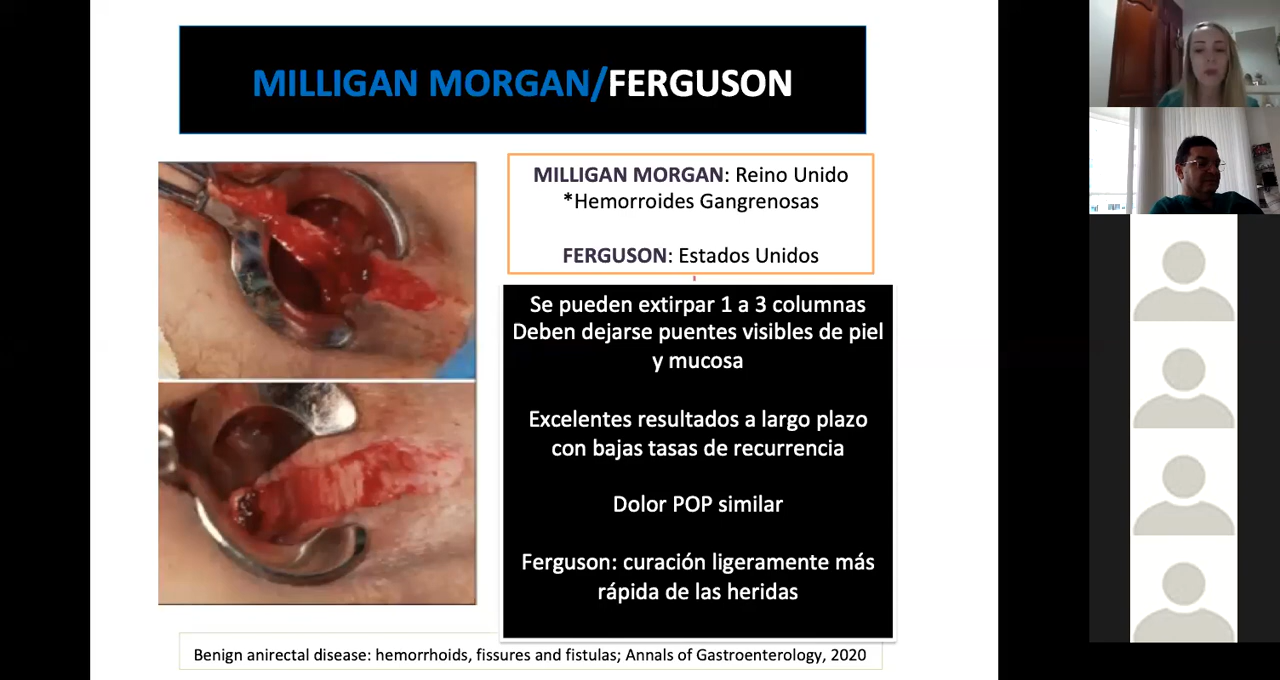 MILLIGAN MORGAN/FERGUSON
MILLIGAN MORGAN: Reino Unido
*Hemorroides Gangrenosas
FERGUSON: Estados Unidos
Se pueden extirpar 1 a 3 columnas
Deben dejarse puentes visibles de piel
y mucosa
Excelentes resultados a largo plazo
con bajas tasas de recurrencia
Dolor POP similar
Ferguson: curación ligeramente más
rápida de las heridas
Benign anirectal disease: hemorrhoids, fissures and fistulas; Annals of Gastroenterology, 2020